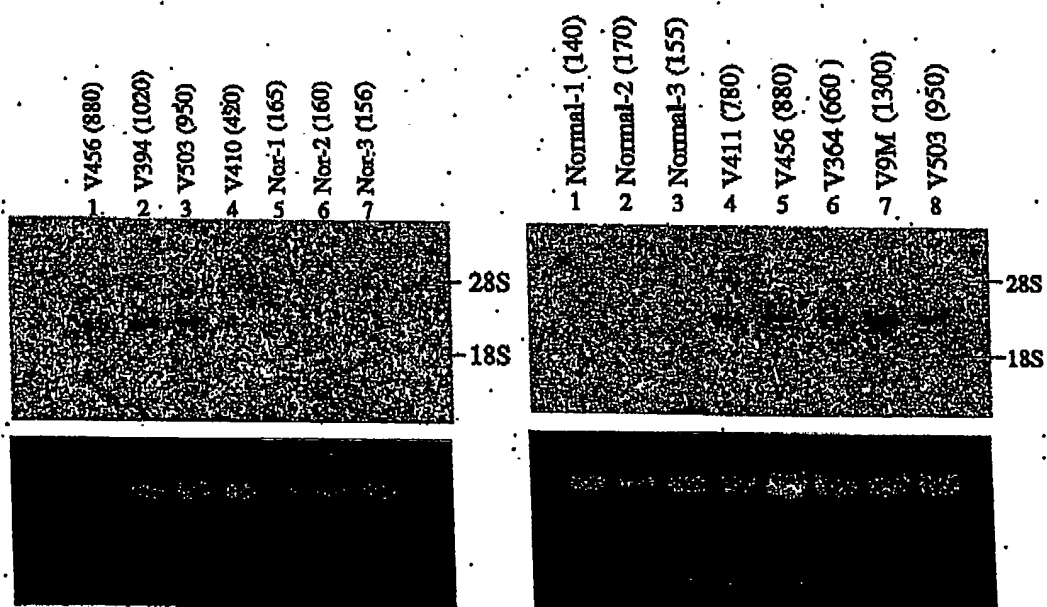 V456 (880)
V394 (1020)
V503 (950)
V410 (480)
Nor-1 (165)
Nor-2 (160)
Nor-3 (156)
1 2 3 4 5 6 7
28S
18S
Normal-1 (140)
Normal-2 (170)
Normal-3 (155)
V411 (780)
V456 (880)
V364 (660 )
V9M (1300)
V503 (950)
1 2 3 4 5 6 7 8
28S
18S